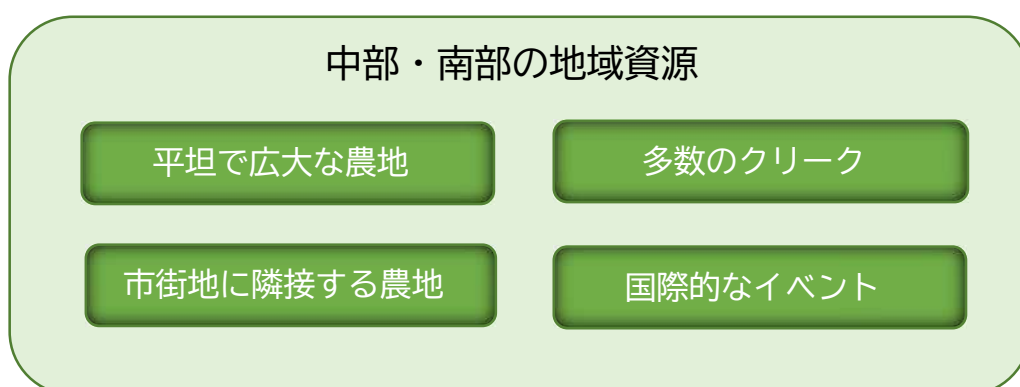 中部・南部の地域資源
平坦で広大な農地
多数のクリーク
市街地に隣接する農地
国際的なイベント